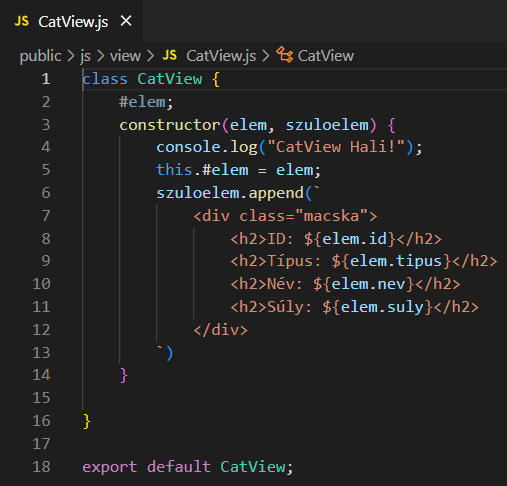 JS CatView.js ×
public > js > view > JS CatView.js > CatView
1 class CatView {
2     #elem;
3     constructor(elem, szuloelem) {
4         console.log("CatView Hali!");
5         this.#elem = elem;
6         szuloelem.append(`
7             <div class="macska">
8                 <h2>ID: ${elem.id}</h2>
9                 <h2>Típus: ${elem.tipus}</h2>
10                 <h2>Név: ${elem.nev}</h2>
11                 <h2>Súly: ${elem.suly}</h2>
12             </div>
13         `)
14     }
15
16 }
17
18 export default CatView;